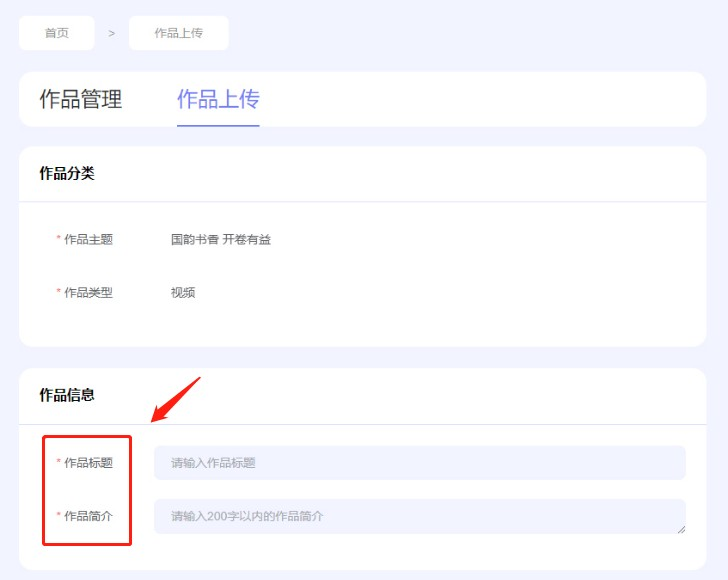 首页 > 作品上传
作品管理 作品上传
作品分类
* 作品主题 国韵书香 开卷有益
* 作品类型 视频
作品信息
* 作品标题 请输入作品标题
* 作品简介 请输入200字以内的作品简介